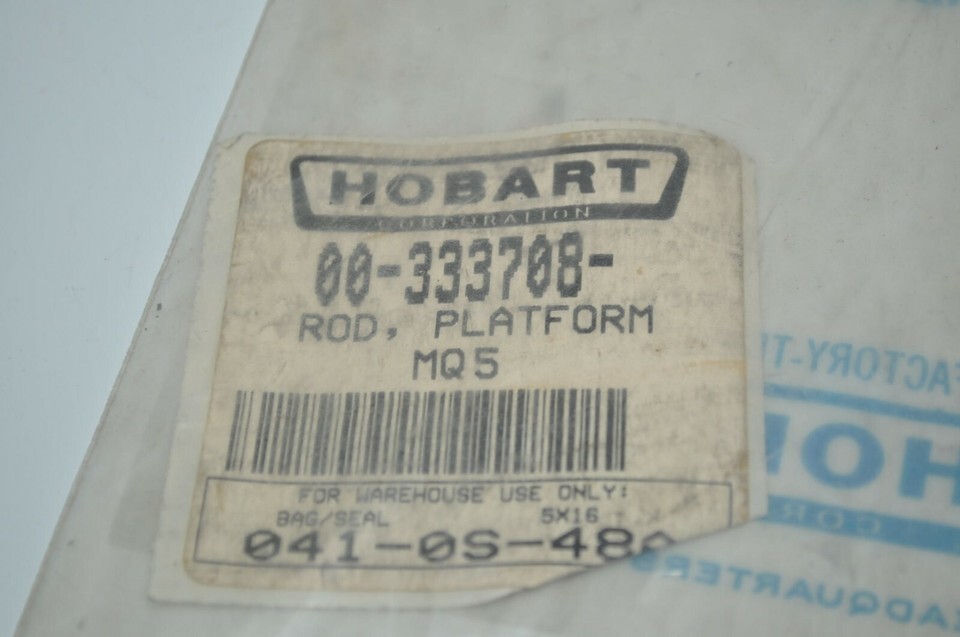 HOBART
CORPORATION
00-333708-
ROD, PLATFORM
MQ5
FOR WAREHOUSE USE ONLY:
BAG/SEAL 5X16
041-0S-48
FACTORY-T
HO
COR
EADQUARTERS